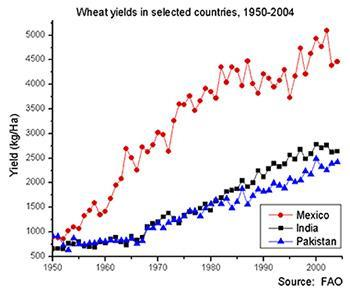 Wheat yields in selected countries, 1950-2004
Yield (kg/Ha)
5000
4500
4000
3500
3000
2500
2000
1500
1000
500
Mexico
India
Pakistan
1950 1960 1970 1980 1990 2000
Source: FAO